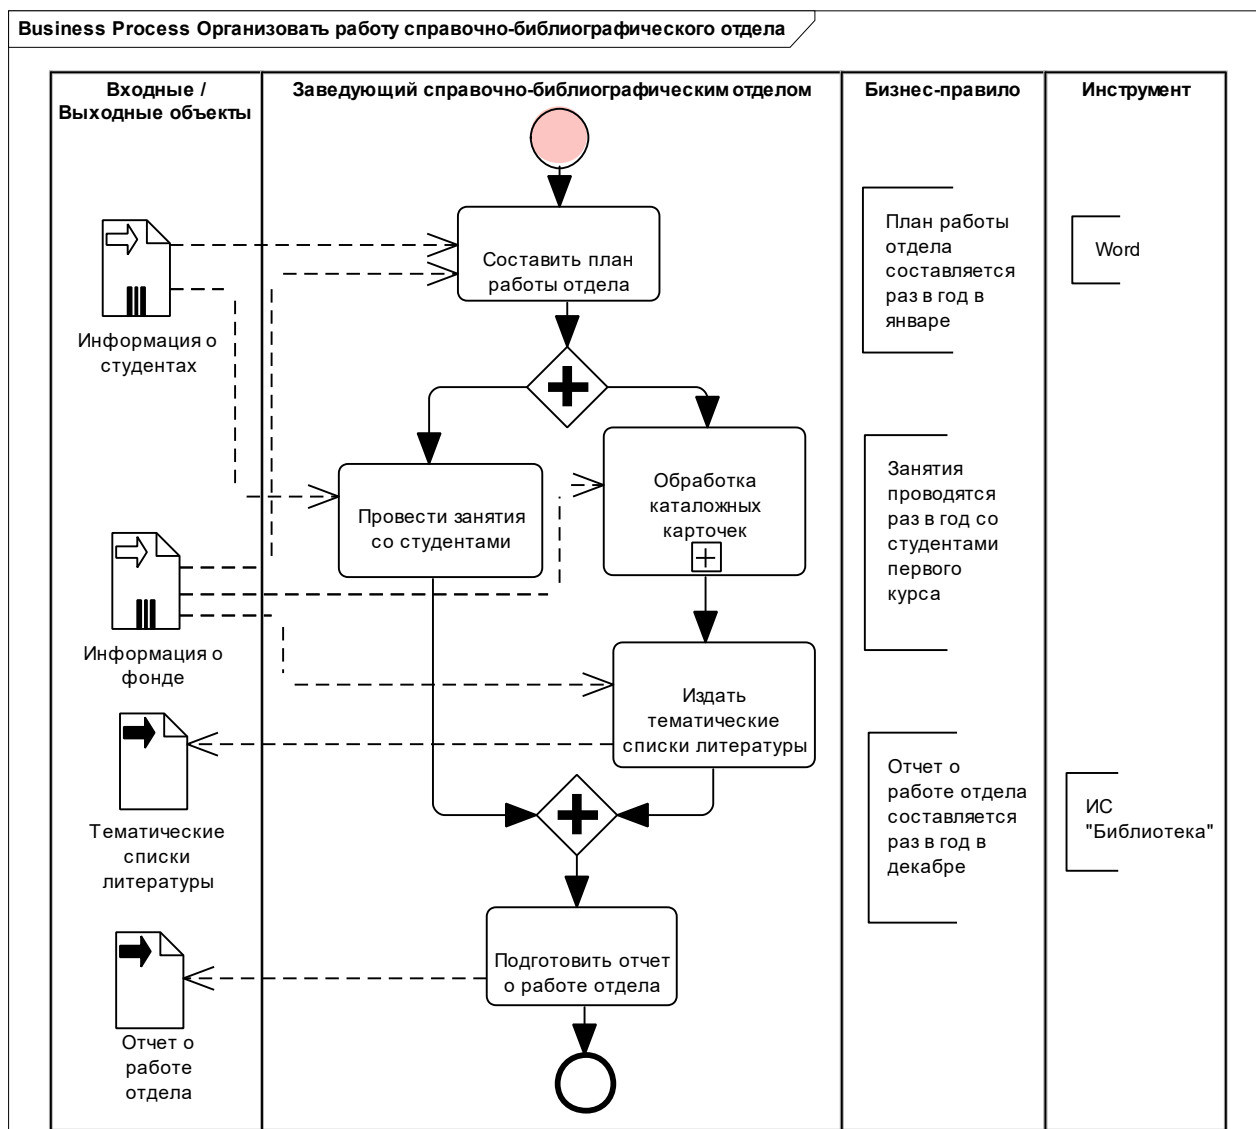 Business Process Организовать работу справочно-библиографического отдела
Входные /
Выходные объекты
Заведующий справочно-библиографическим отделом
Бизнес-правило
Инструмент
Составить план
работы отдела
План работы
отдела
составляется
раз в год в
январе
Word
Информация о
студентах
Провести занятия
со студентами
Обработка
каталожных
карточек
Занятия
проводятся
раз в год со
студентами
первого
курса
Информация о
фонде
Издать
тематические
списки литературы
Тематические
списки
литературы
Отчет о
работе отдела
составляется
раз в год в
декабре
ИС
"Библиотека"
Подготовить отчет
о работе отдела
Отчет о
работе
отдела